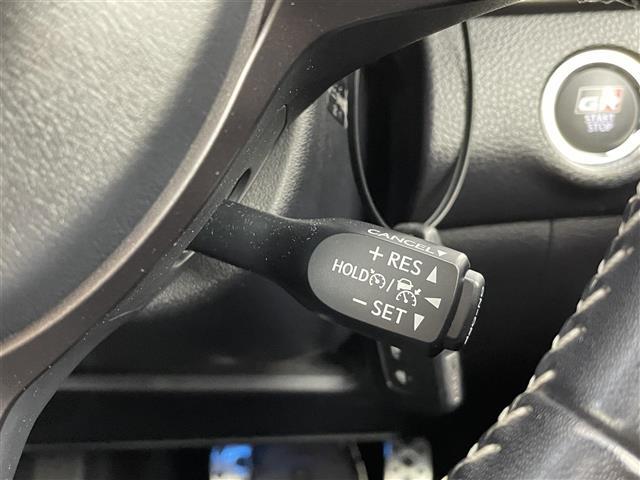 GR
START
STOP
CANCEL
+ RES
HOLD /
− SET